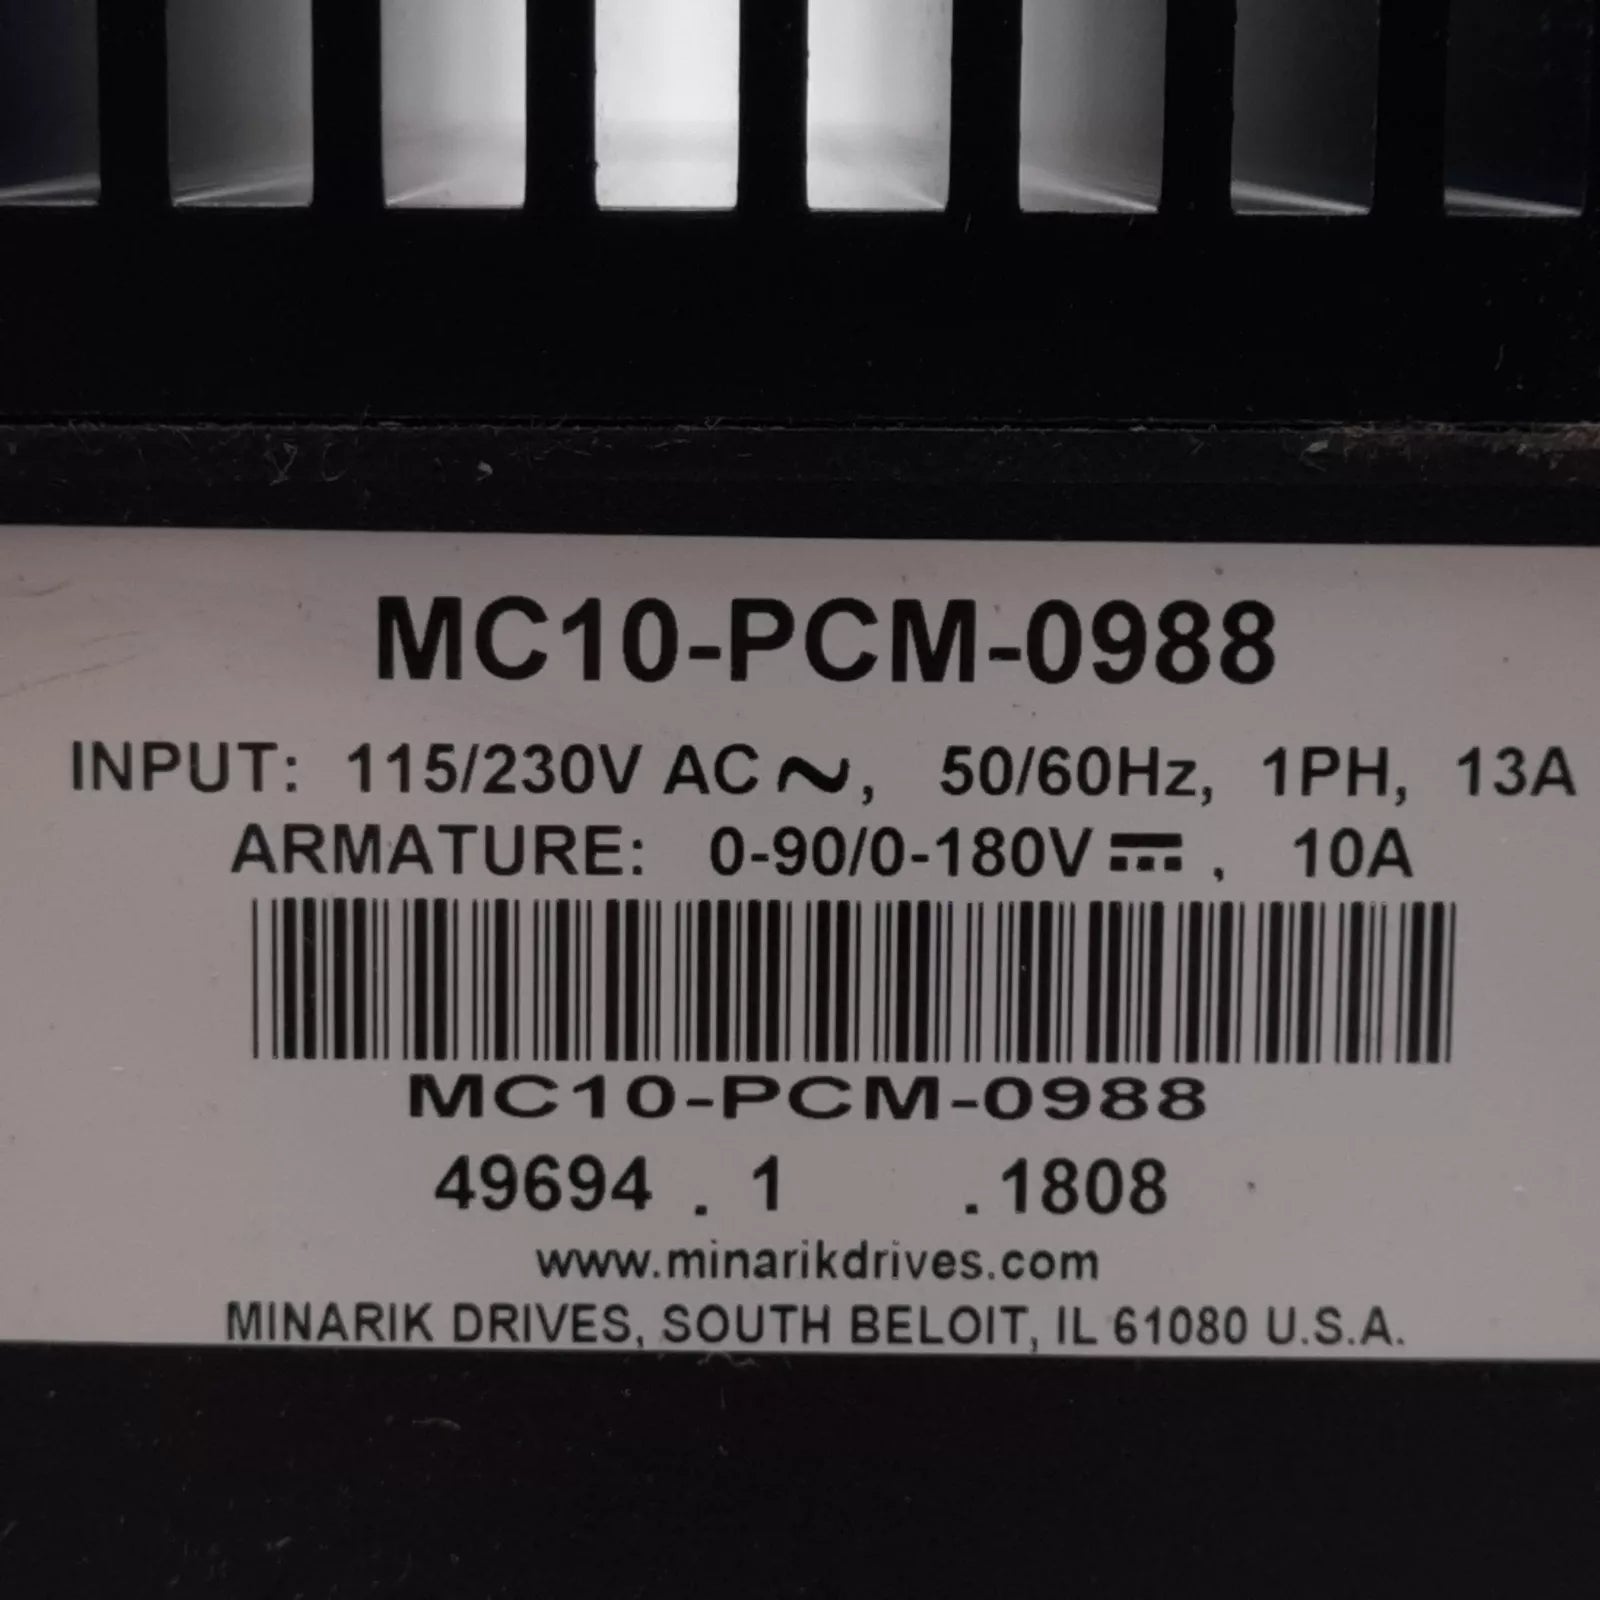 MC10-PCM-0988
INPUT: 115/230V AC ~, 50/60Hz, 1PH, 13A
ARMATURE: 0-90/0-180V ⎓ , 10A
MC10-PCM-0988
49694 . 1 . 1808
www.minarikdrives.com
MINARIK DRIVES, SOUTH BELOIT, IL 61080 U.S.A.